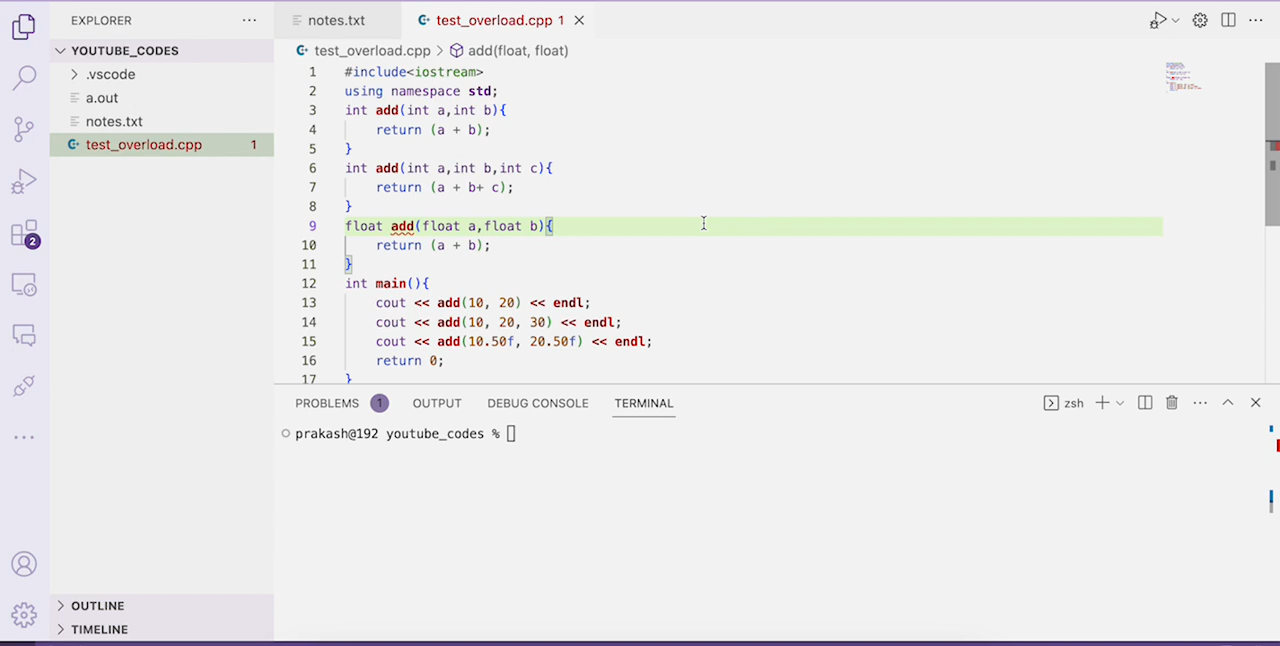 EXPLORER
notes.txt
test_overload.cpp 1
YOUTUBE_CODES
.vscode
a.out
notes.txt
test_overload.cpp 1
2
OUTLINE
TIMELINE
test_overload.cpp > add(float, float)
1 #include<iostream>
2 using namespace std;
3 int add(int a,int b){
4 return (a + b);
5 }
6 int add(int a,int b,int c){
7 return (a + b+ c);
8 }
9 float add(float a,float b){
10 return (a + b);
11 }
12 int main(){
13 cout << add(10, 20) << endl;
14 cout << add(10, 20, 30) << endl;
15 cout << add(10.50f, 20.50f) << endl;
16 return 0;
17 }
PROBLEMS 1 OUTPUT DEBUG CONSOLE TERMINAL
zsh
prakash@192 youtube_codes %